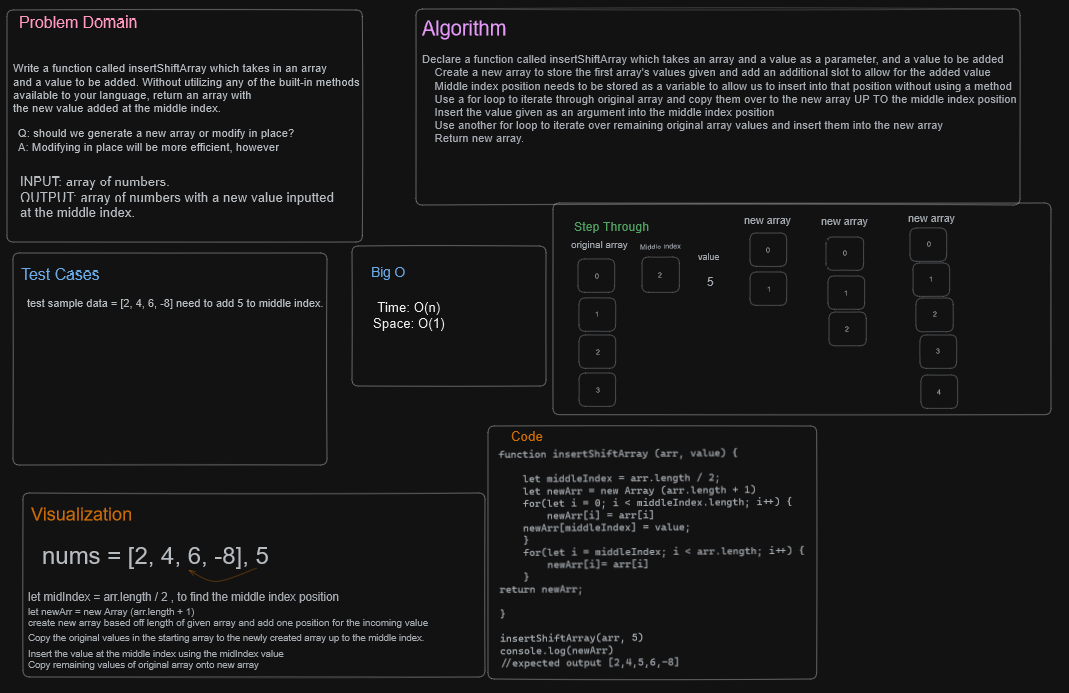 Problem Domain
Write a function called insertShiftArray which takes in an array
and a value to be added. Without utilizing any of the built-in methods
available to your language, return an array with
the new value added at the middle index.
Q: should we generate a new array or modify in place?
A: Modifying in place will be more efficient, however
INPUT: array of numbers.
OUTPUT: array of numbers with a new value inputted
at the middle index.
Algorithm
Declare a function called insertShiftArray which takes an array and a value as a parameter, and a value to be added
Create a new array to store the first array's values given and add an additional slot to allow for the added value
Middle index position needs to be stored as a variable to allow us to insert into that position without using a method
Use a for loop to iterate through original array and copy them over to the new array UP TO the middle index position
Insert the value given as an argument into the middle index position
Use another for loop to iterate over remaining original array values and insert them into the new array
Return new array.
Test Cases
test sample data = [2, 4, 6, -8] need to add 5 to middle index.
Big O
Time: O(n)
Space: O(1)
Step Through
original array
0
1
2
3
Middle index
2
value
5
new array
0
1
new array
0
1
2
new array
0
1
2
3
4
Visualization
nums = [2, 4, 6, -8], 5
let midIndex = arr.length / 2 , to find the middle index position
let newArr = new Array (arr.length + 1)
create new array based off length of given array and add one position for the incoming value
Copy the original values in the starting array to the newly created array up to the middle index.
Insert the value at the middle index using the midIndex value
Copy remaining values of original array onto new array
Code
function insertShiftArray (arr, value) {
let middleIndex = arr.length / 2;
let newArr = new Array (arr.length + 1)
for(let i = 0; i < middleIndex.length; i++) {
newArr[i] = arr[i]
newArr[middleIndex] = value;
}
for(let i = middleIndex; i < arr.length; i++) {
newArr[i]= arr[i]
}
return newArr;
}
insertShiftArray(arr, 5)
console.log(newArr)
//expected output [2,4,5,6,-8]